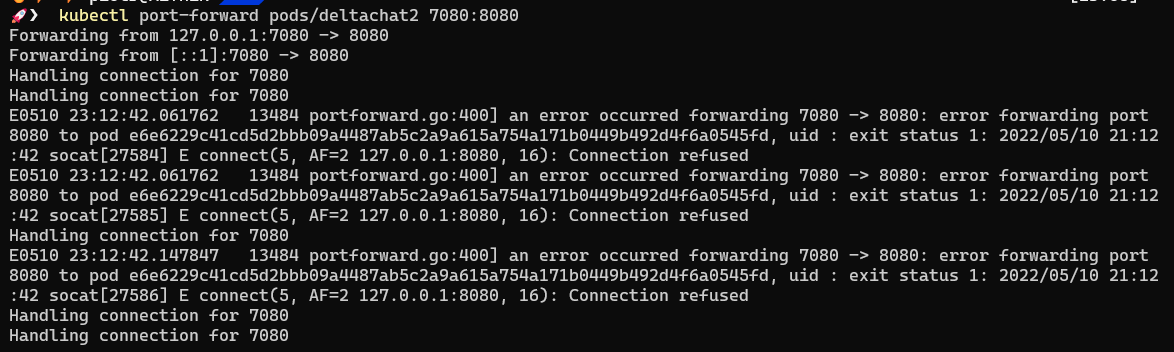 ❯ kubectl port-forward pods/deltachat2 7080:8080
Forwarding from 127.0.0.1:7080 -> 8080
Forwarding from [::1]:7080 -> 8080
Handling connection for 7080
Handling connection for 7080
E0510 23:12:42.061762   13484 portforward.go:400] an error occurred forwarding 7080 -> 8080: error forwarding port
8080 to pod e6e6229c41cd5d2bbb09a4487ab5c2a9a615a754a171b0449b492d4f6a0545fd, uid : exit status 1: 2022/05/10 21:12
:42 socat[27584] E connect(5, AF=2 127.0.0.1:8080, 16): Connection refused
E0510 23:12:42.061762   13484 portforward.go:400] an error occurred forwarding 7080 -> 8080: error forwarding port
8080 to pod e6e6229c41cd5d2bbb09a4487ab5c2a9a615a754a171b0449b492d4f6a0545fd, uid : exit status 1: 2022/05/10 21:12
:42 socat[27585] E connect(5, AF=2 127.0.0.1:8080, 16): Connection refused
Handling connection for 7080
E0510 23:12:42.147847   13484 portforward.go:400] an error occurred forwarding 7080 -> 8080: error forwarding port
8080 to pod e6e6229c41cd5d2bbb09a4487ab5c2a9a615a754a171b0449b492d4f6a0545fd, uid : exit status 1: 2022/05/10 21:12
:42 socat[27586] E connect(5, AF=2 127.0.0.1:8080, 16): Connection refused
Handling connection for 7080
Handling connection for 7080